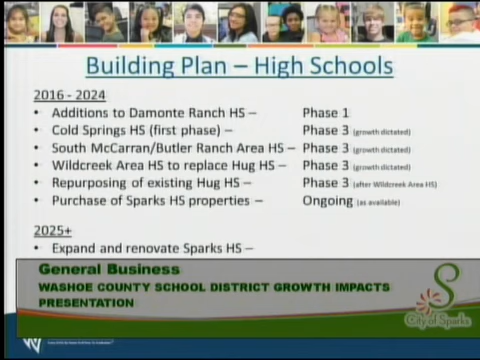 Building Plan – High Schools
2016 - 2024
• Additions to Damonte Ranch HS – Phase 1
• Cold Springs HS (first phase) – Phase 3 (growth dictated)
• South McCarran/Butler Ranch Area HS – Phase 3 (growth dictated)
• Wildcreek Area HS to replace Hug HS – Phase 3 (growth dictated)
• Repurposing of existing Hug HS – Phase 3 (after Wildcreek Area HS)
• Purchase of Sparks HS properties – Ongoing (as available)
2025+
• Expand and renovate Sparks HS –
General Business
WASHOE COUNTY SCHOOL DISTRICT GROWTH IMPACTS
PRESENTATION
City of Sparks
W